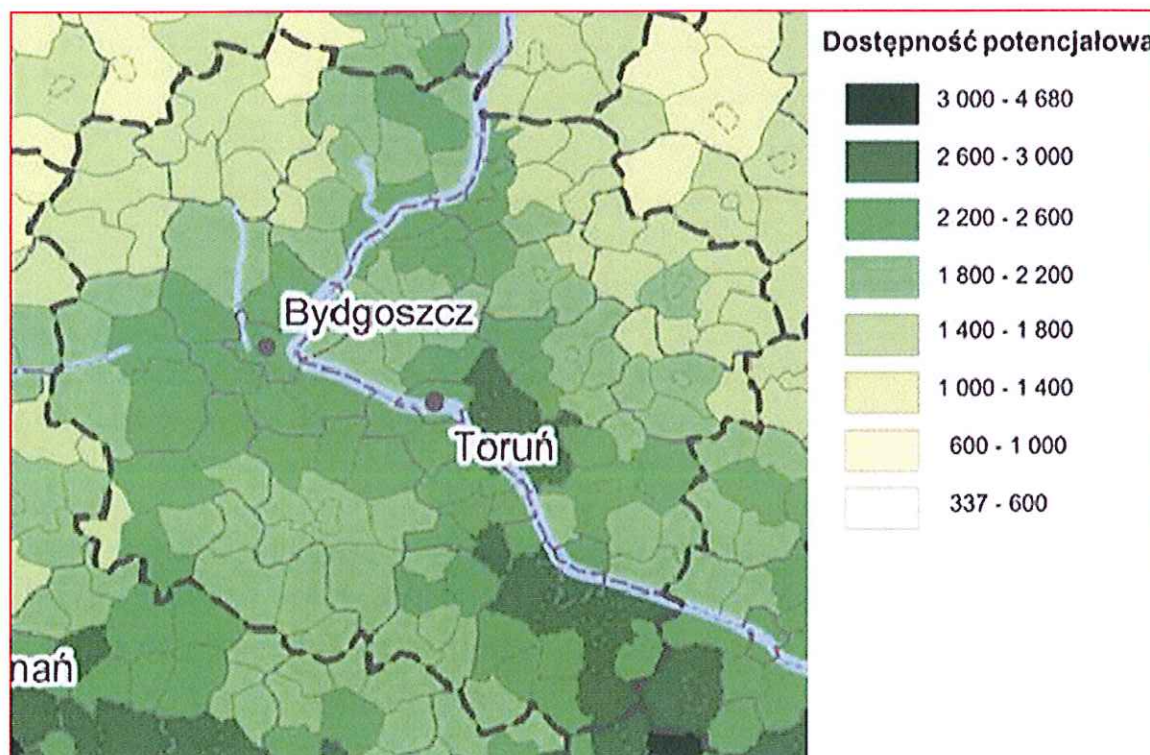 Dostępność potencjałowa
3 000 - 4 680
2 600 - 3 000
2 200 - 2 600
1 800 - 2 200
1 400 - 1 800
1 000 - 1 400
600 - 1 000
337 - 600
Bydgoszcz
Toruń
nań